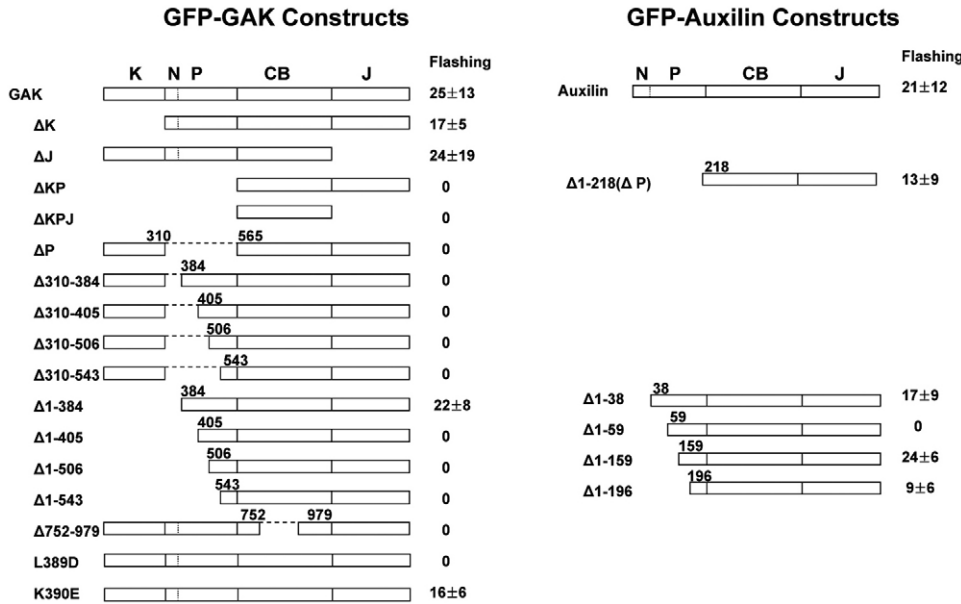 GFP-GAK Constructs
K N P CB J Flashing
GAK 25±13
ΔK 17±5
ΔJ 24±19
ΔKP 0
ΔKPJ 0
310 565
ΔP 0
384
Δ310-384 0
405
Δ310-405 0
506
Δ310-506 0
543
Δ310-543 0
384
Δ1-384 22±8
405
Δ1-405 0
506
Δ1-506 0
543
Δ1-543 0
752 979
Δ752-979 0
L389D 0
K390E 16±6
GFP-Auxilin Constructs
Flashing
N P CB J
Auxilin 21±12
218
Δ1-218(Δ P) 13±9
38
Δ1-38 17±9
59
Δ1-59 0
159
Δ1-159 24±6
196
Δ1-196 9±6